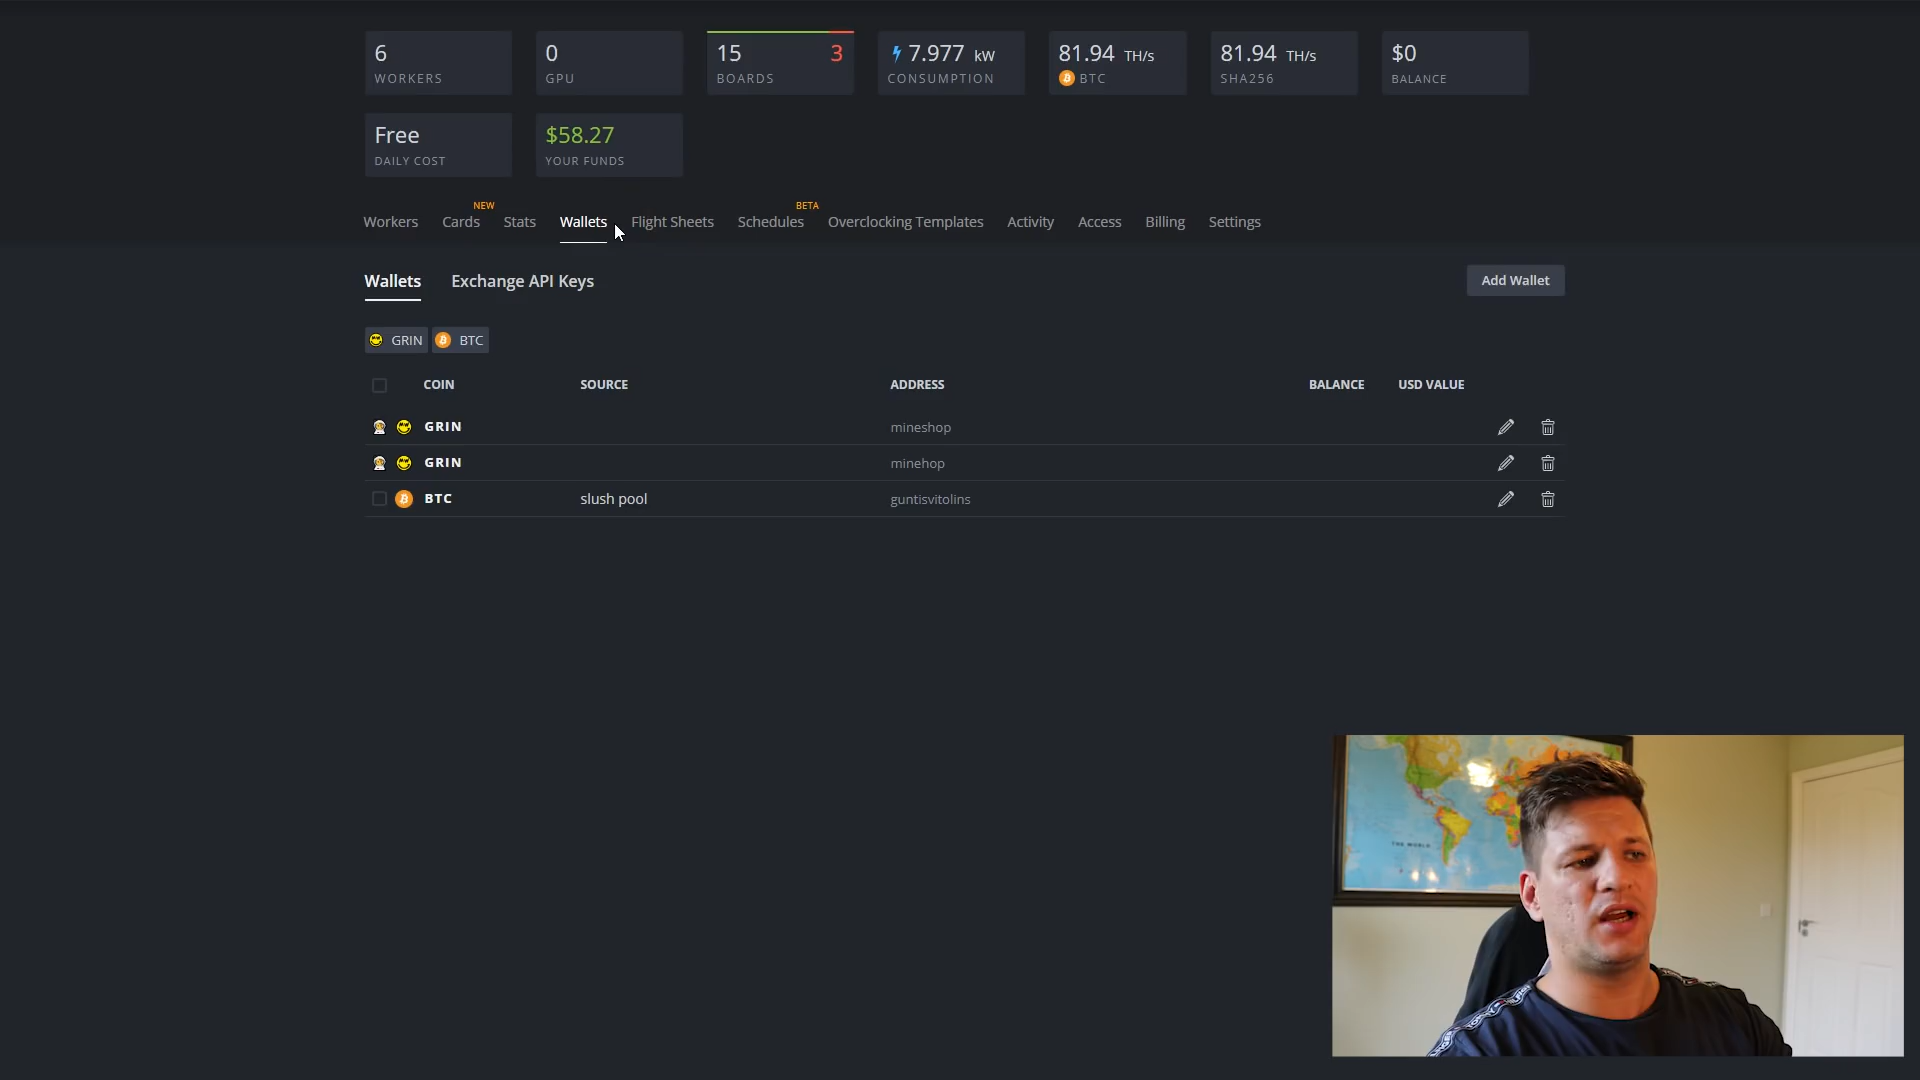 6
WORKERS
0
GPU
15 3
BOARDS
7.977 kW
CONSUMPTION
81.94 TH/s
BTC
81.94 TH/s
SHA256
$0
BALANCE
Free
DAILY COST
$58.27
YOUR FUNDS
Workers Cards NEW Stats Wallets Flight Sheets Schedules BETA Overclocking Templates Activity Access Billing Settings
Wallets Exchange API Keys Add Wallet
GRIN BTC
COIN SOURCE ADDRESS BALANCE USD VALUE
GRIN mineshop
GRIN minehop
BTC slush pool guntisvitolins
THE WORLD